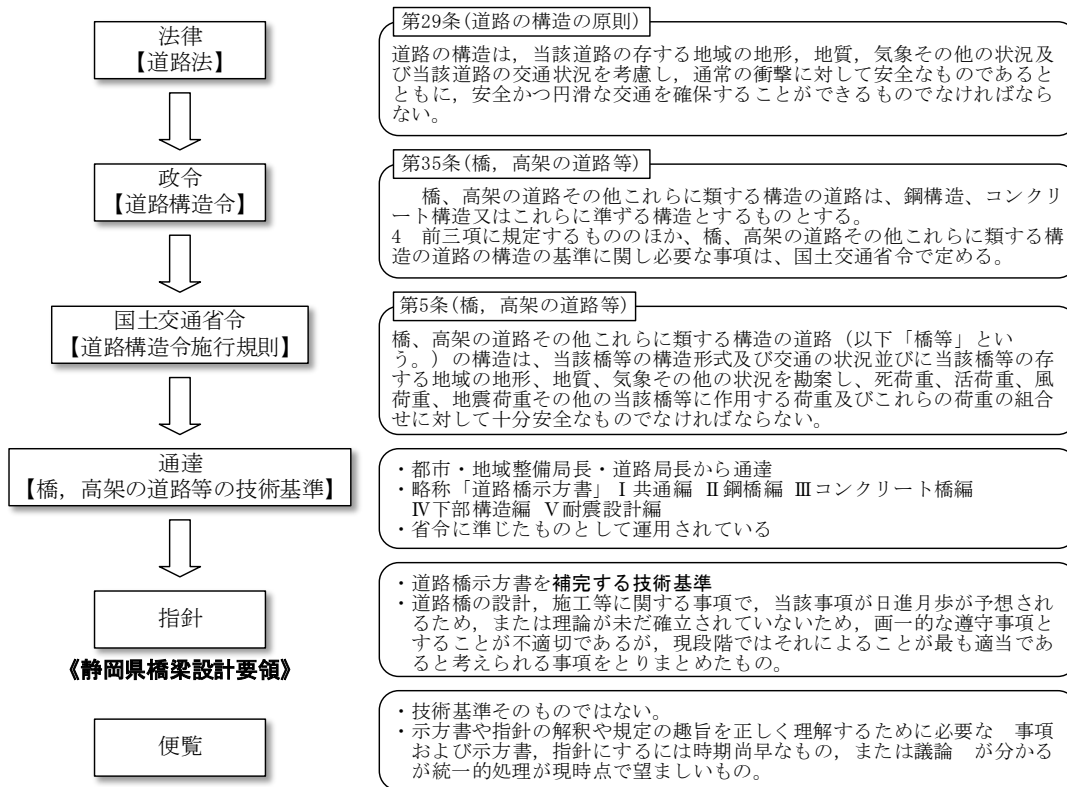 法律
【道路法】
第29条(道路の構造の原則)
道路の構造は，当該道路の存する地域の地形，地質，気象その他の状況及
び当該道路の交通状況を考慮し，通常の衝撃に対して安全なものであると
ともに，安全かつ円滑な交通を確保することができるものでなければなら
ない。
政令
【道路構造令】
第35条(橋，高架の道路等)
橋、高架の道路その他これらに類する構造の道路は、鋼構造、コンクリ
ート構造又はこれらに準ずる構造とするものとする。
4　前三項に規定するもののほか、橋、高架の道路その他これらに類する構
造の道路の構造の基準に関し必要な事項は、国土交通省令で定める。
国土交通省令
【道路構造令施行規則】
第5条(橋，高架の道路等)
橋、高架の道路その他これらに類する構造の道路（以下「橋等」とい
う。）の構造は、当該橋等の構造形式及び交通の状況並びに当該橋等の存
する地域の地形、地質、気象その他の状況を勘案し、死荷重、活荷重、風
荷重、地震荷重その他の当該橋等に作用する荷重及びこれらの荷重の組合
せに対して十分安全なものでなければならない。
通達
【橋，高架の道路等の技術基準】
・都市・地域整備局長・道路局長から通達
・略称「道路橋示方書」Ⅰ共通編 Ⅱ鋼橋編 Ⅲコンクリート橋編
Ⅳ下部構造編 Ⅴ耐震設計編
・省令に準じたものとして運用されている
指針
《静岡県橋梁設計要領》
・道路橋示方書を補完する技術基準
・道路橋の設計，施工等に関する事項で，当該事項が日進月歩が予想され
るため，または理論が未だ確立されていないため，画一的な遵守事項と
することが不適切であるが，現段階ではそれによることが最も適当であ
ると考えられる事項をとりまとめたもの。
便覧
・技術基準そのものではない。
・示方書や指針の解釈や規定の趣旨を正しく理解するために必要な　事項
および示方書，指針にするには時期尚早なもの，または議論　が分かる
が統一的処理が現時点で望ましいもの。